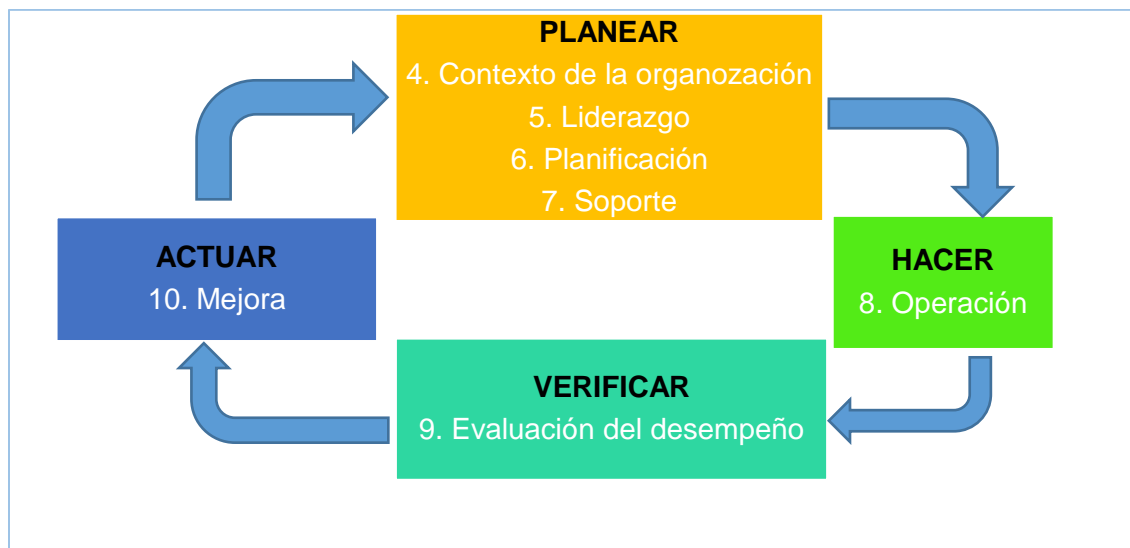 PLANEAR
4. Contexto de la organozación
5. Liderazgo
6. Planificación
7. Soporte
ACTUAR
10. Mejora
HACER
8. Operación
VERIFICAR
9. Evaluación del desempeño